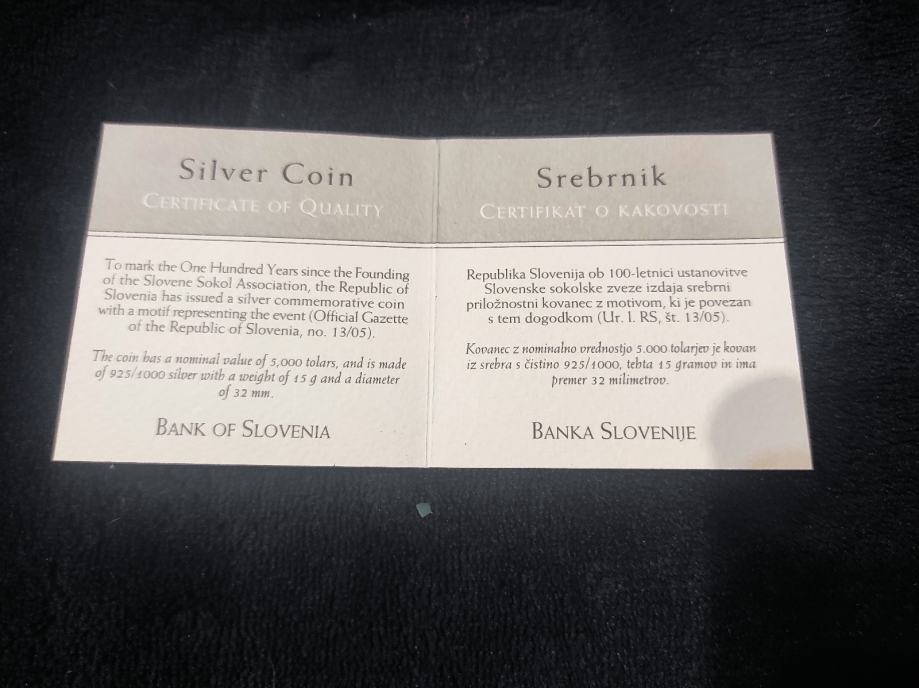 Silver Coin
CERTIFICATE OF QUALITY
To mark the One Hundred Years since the Founding
of the Slovene Sokol Association, the Republic of
Slovenia has issued a silver commemorative coin
with a motif representing the event (Official Gazette
of the Republic of Slovenia, no. 13/05).
The coin has a nominal value of 5,000 tolars, and is made
of 925/1000 silver with a weight of 15 g and a diameter
of 32 mm.
BANK OF SLOVENIA
Srebrnik
CERTIFIKAT O KAKOVOSTI
Republika Slovenija ob 100-letnici ustanovitve
Slovenske sokolske zveze izdaja srebrni
priložnostni kovanec z motivom, ki je povezan
s tem dogodkom (Ur. l. RS, št. 13/05).
Kovanec z nominalno vrednostjo 5.000 tolarjev je kovan
iz srebra s čistino 925/1000, tehta 15 gramov in ima
premer 32 milimetrov.
BANKA SLOVENIJE